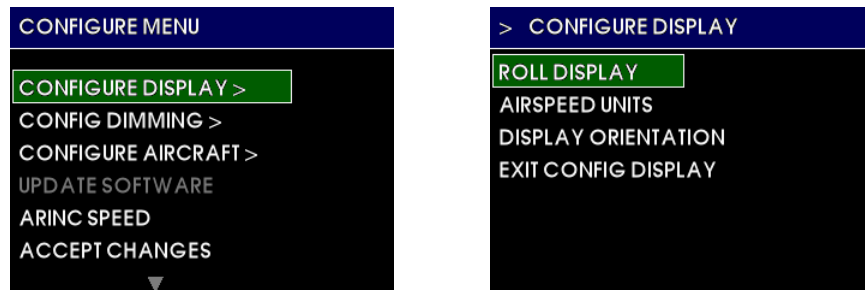 CONFIGURE MENU
CONFIGURE DISPLAY >
CONFIG DIMMING >
CONFIGURE AIRCRAFT >
UPDATE SOFTWARE
ARINC SPEED
ACCEPT CHANGES
> CONFIGURE DISPLAY
ROLL DISPLAY
AIRSPEED UNITS
DISPLAY ORIENTATION
EXIT CONFIG DISPLAY